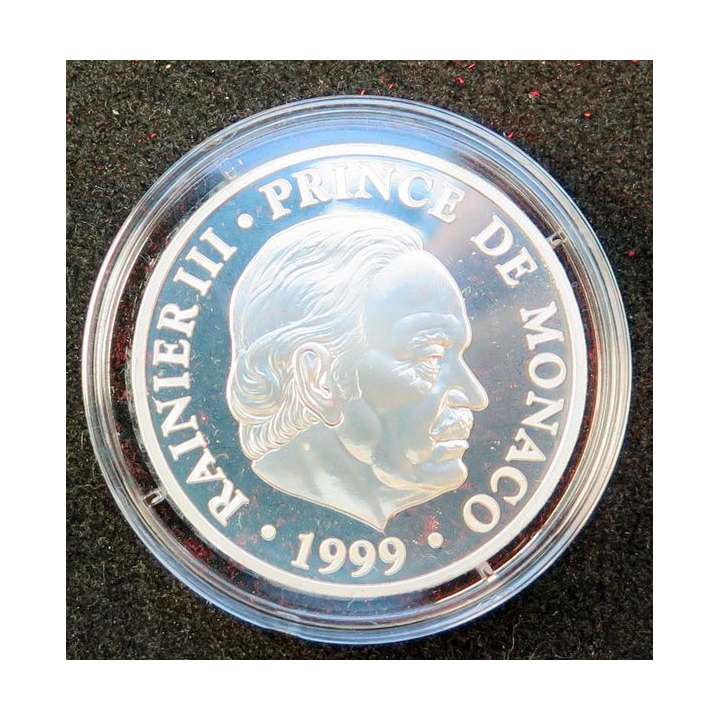 RAINIER III • PRINCE DE MONACO
• 1999 •